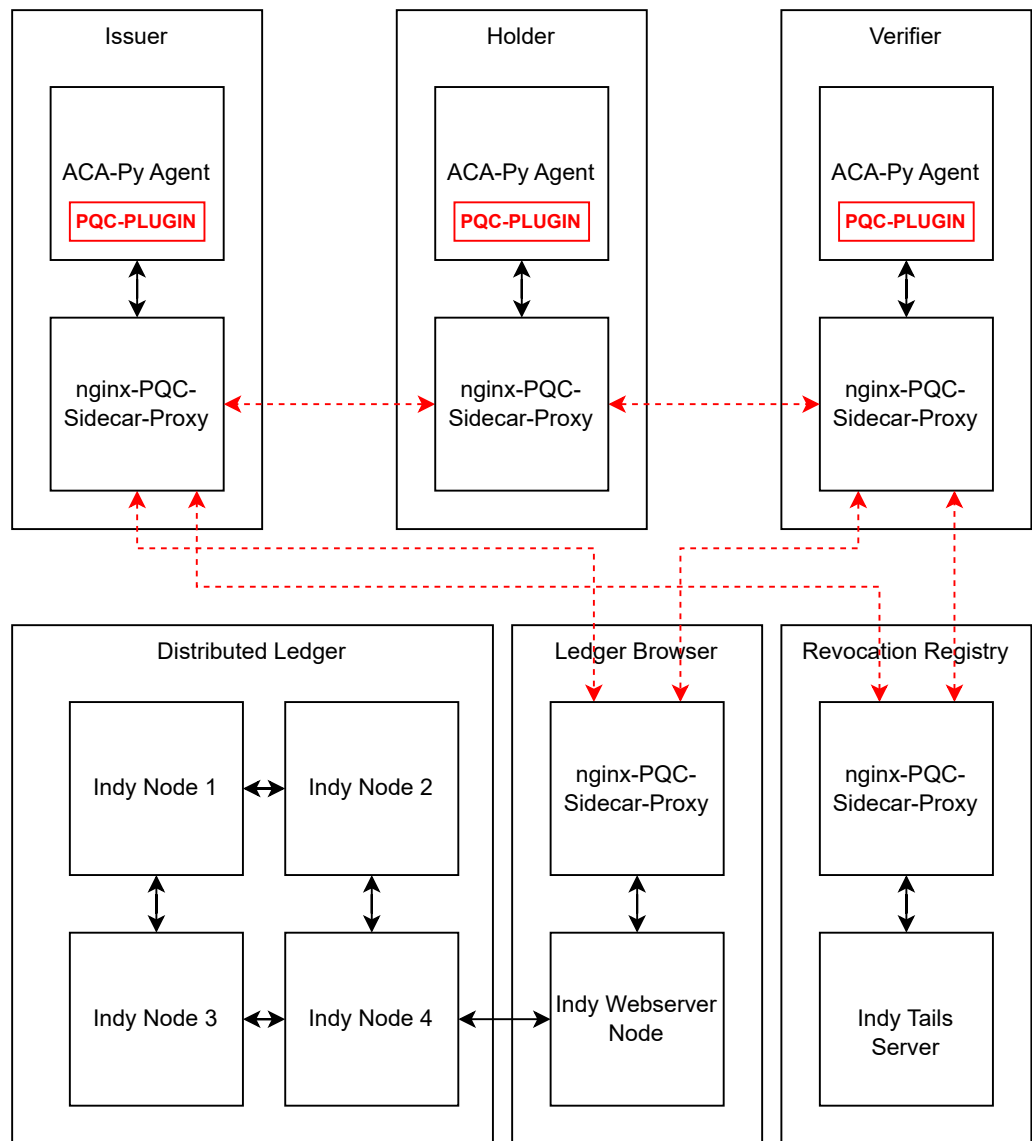 Issuer
Holder
Verifier
ACA-Py Agent
PQC-PLUGIN
ACA-Py Agent
PQC-PLUGIN
ACA-Py Agent
PQC-PLUGIN
nginx-PQC-
Sidecar-Proxy
nginx-PQC-
Sidecar-Proxy
nginx-PQC-
Sidecar-Proxy
Distributed Ledger
Ledger Browser
Revocation Registry
Indy Node 1
Indy Node 2
nginx-PQC-
Sidecar-Proxy
nginx-PQC-
Sidecar-Proxy
Indy Node 3
Indy Node 4
Indy Webserver
Node
Indy Tails
Server